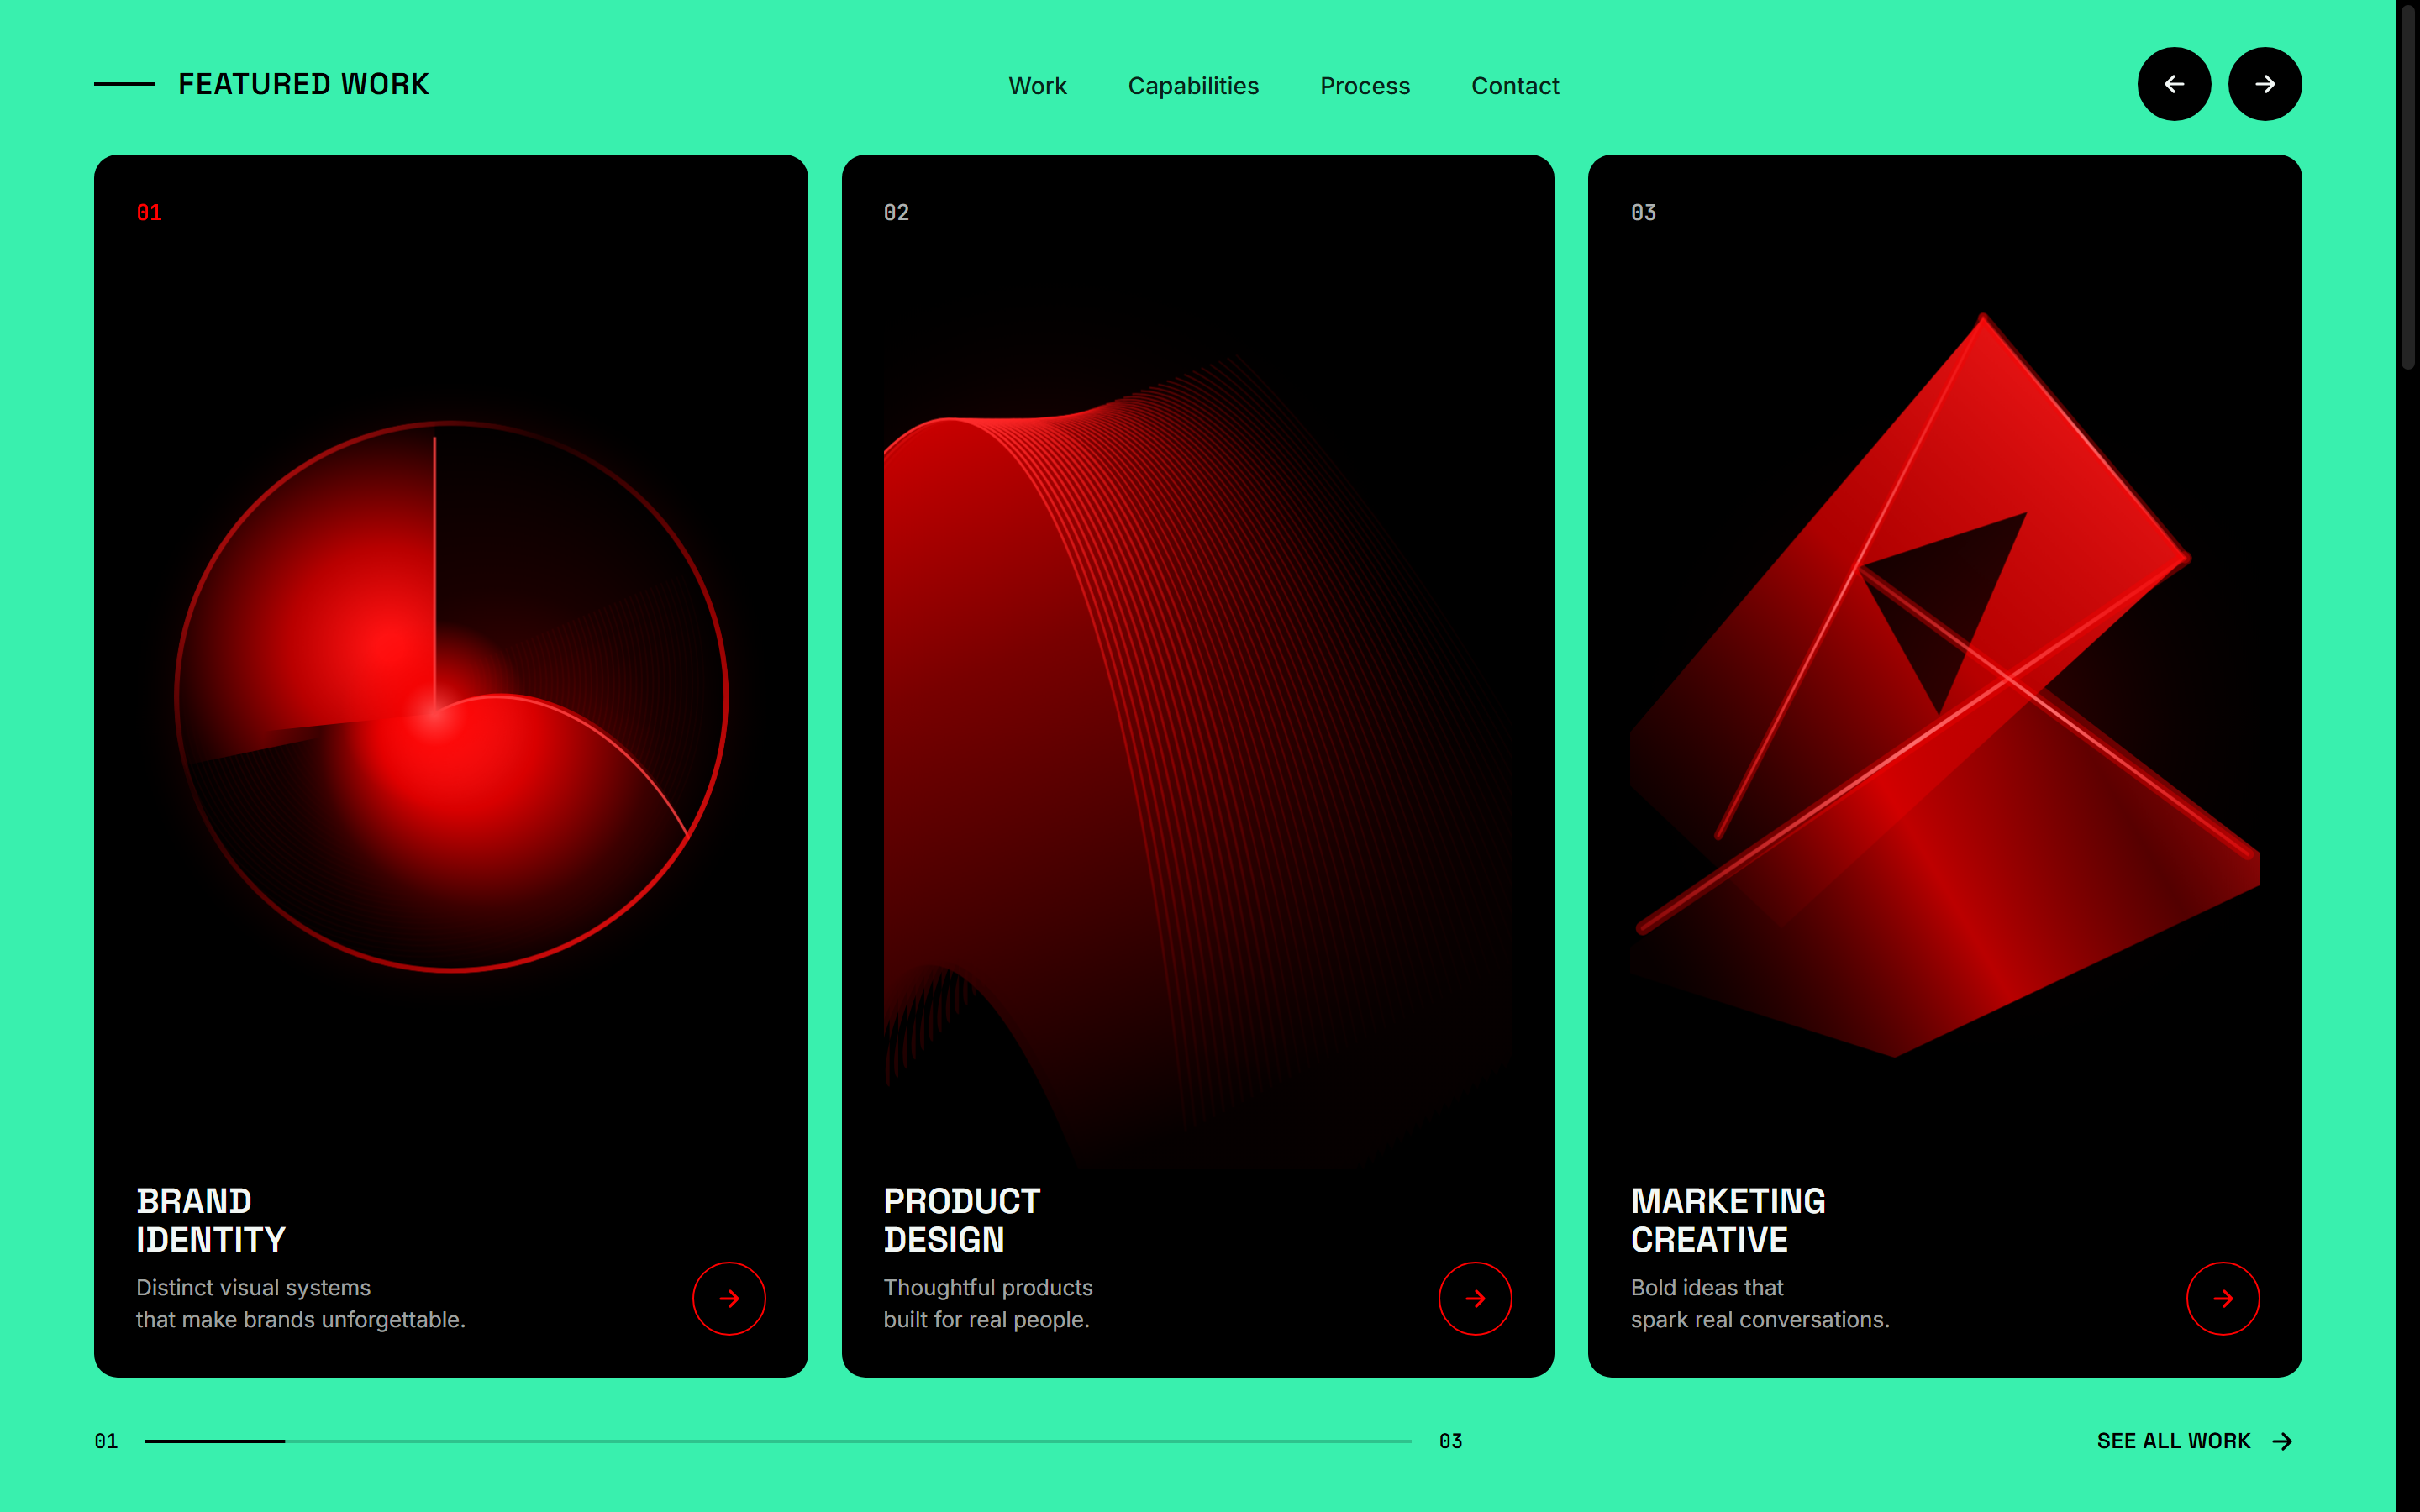 FEATURED WORK
Work
Capabilities
Process
Contact
01
BRAND
IDENTITY
Distinct visual systems
that make brands unforgettable.
02
PRODUCT
DESIGN
Thoughtful products
built for real people.
03
MARKETING
CREATIVE
Bold ideas that
spark real conversations.
01
03
SEE ALL WORK